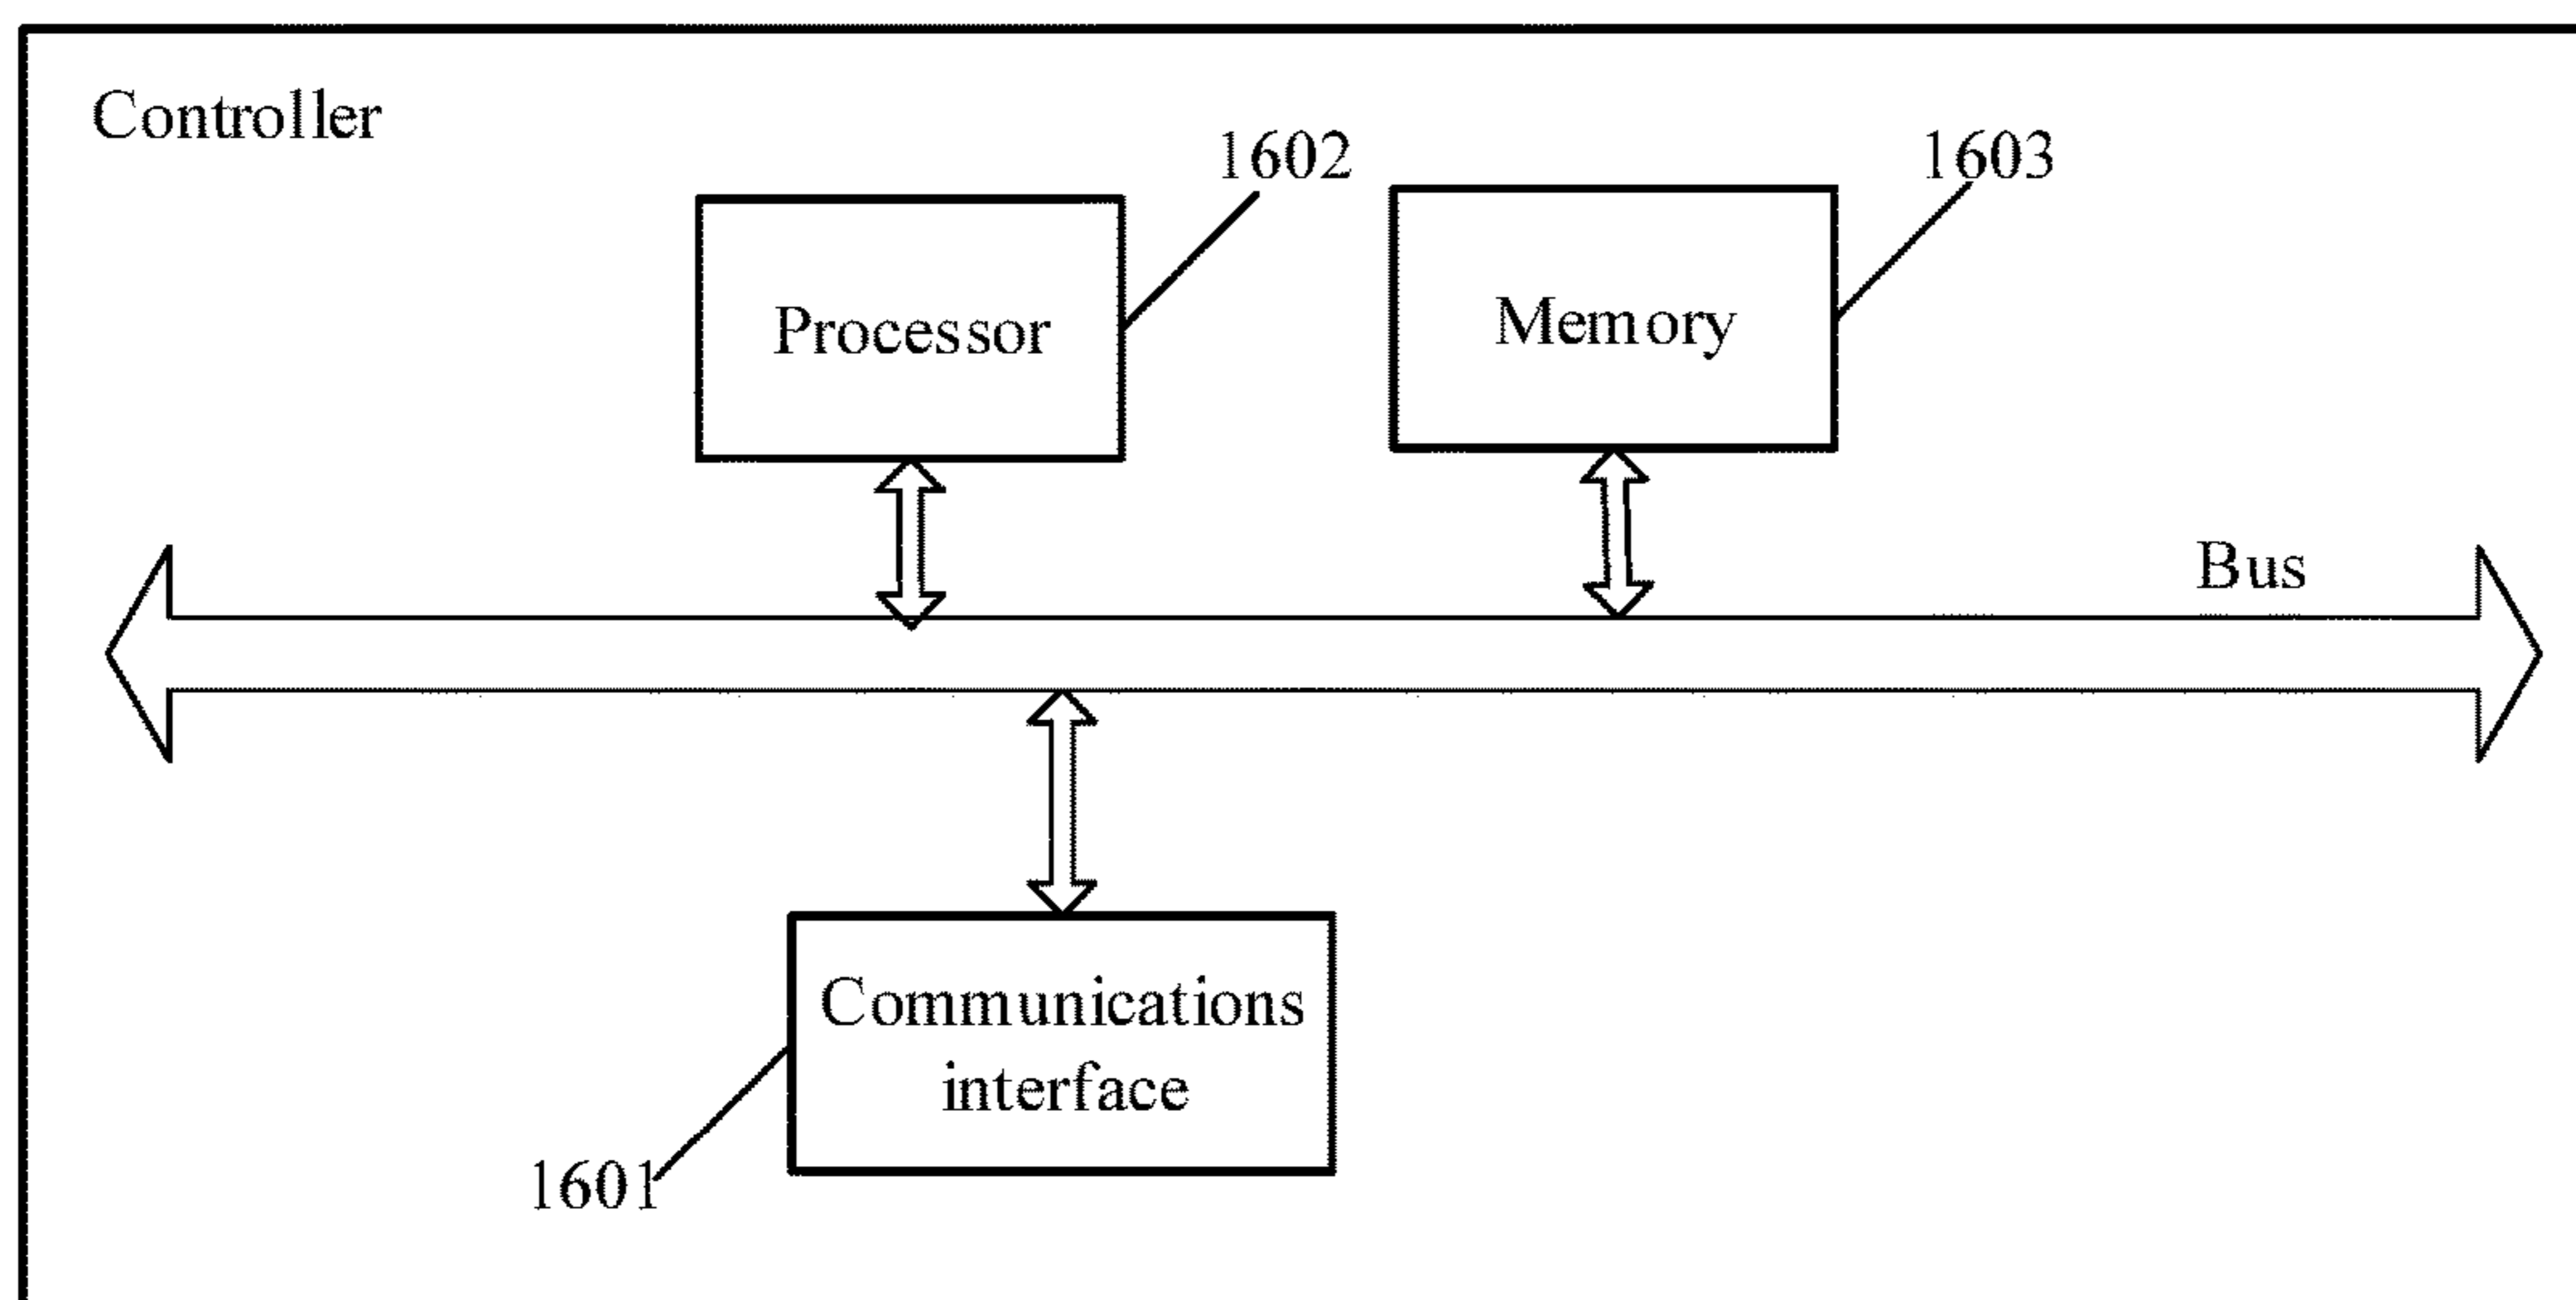 Controller
1602
1603
Processor
Memory
Bus
Communications
interface
1601